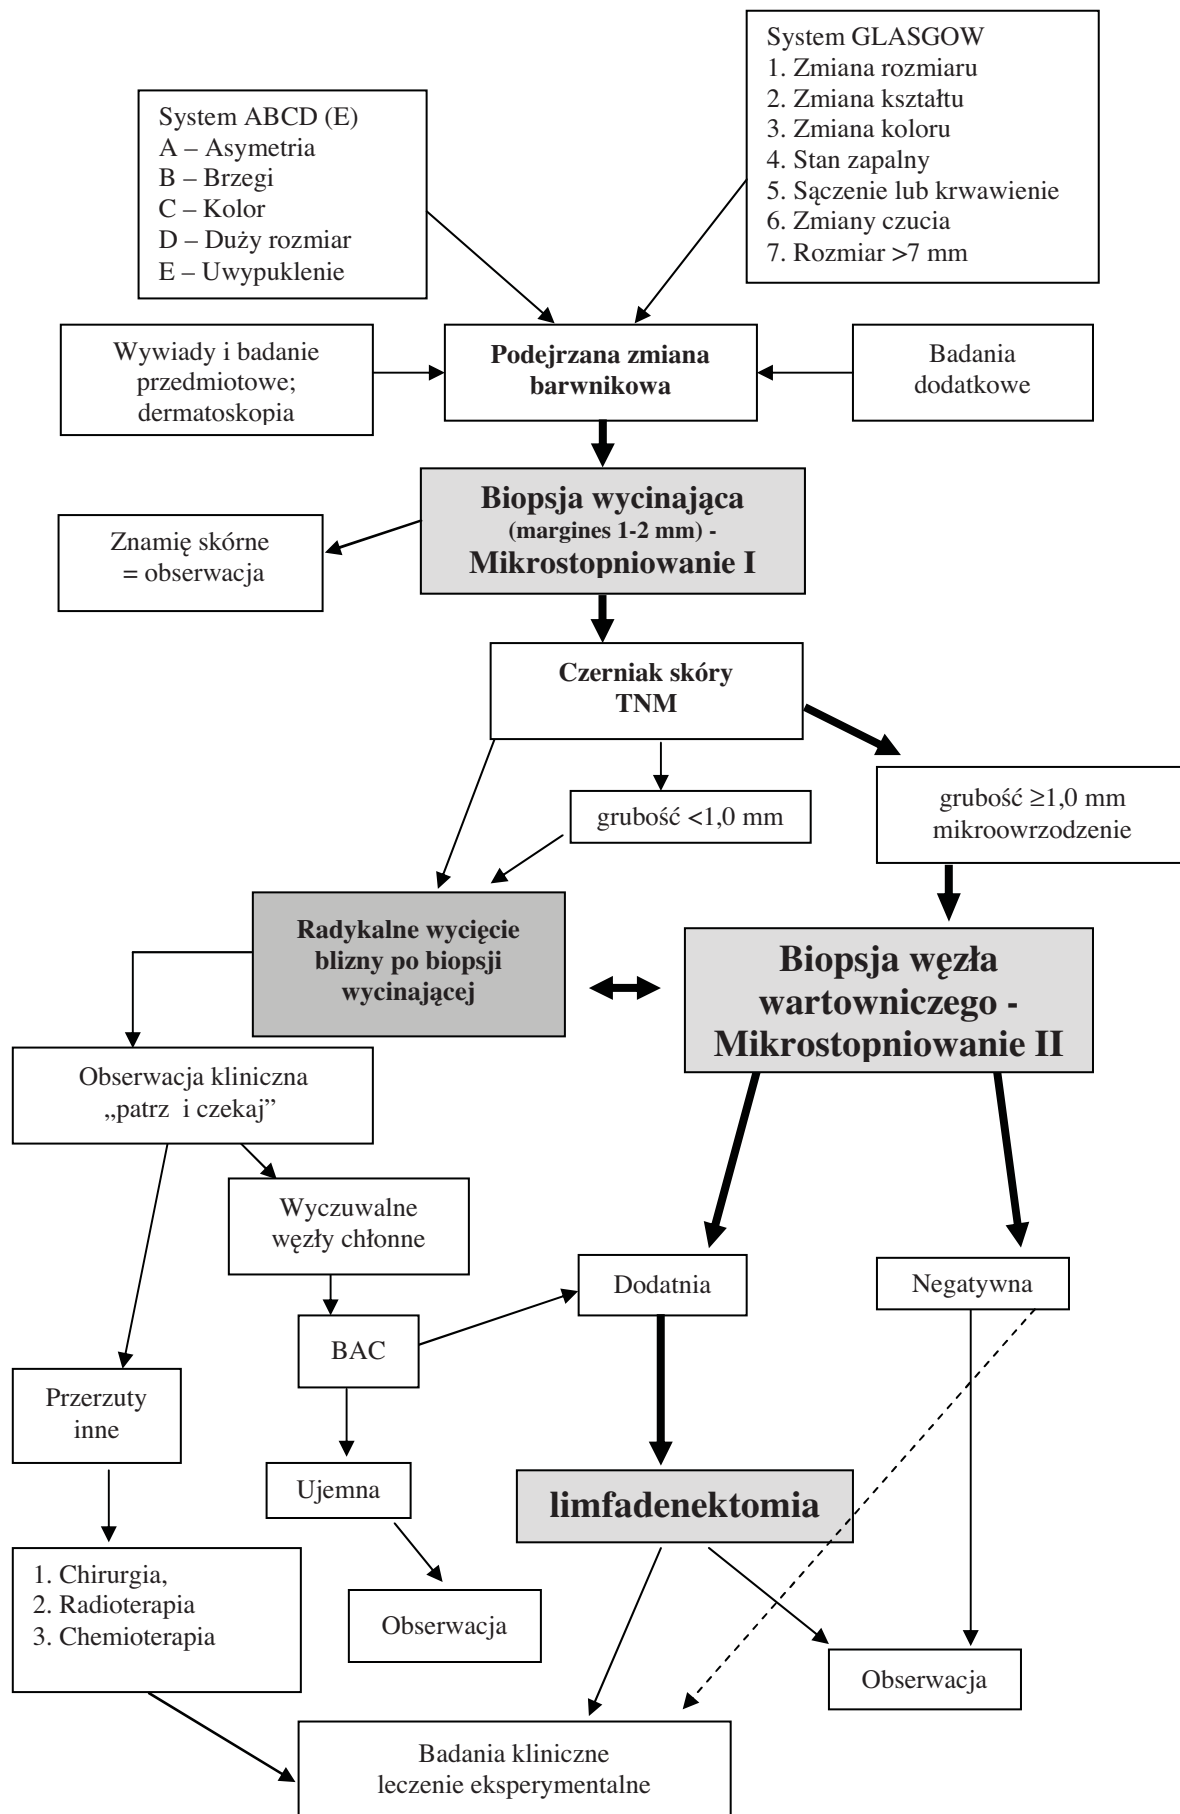 System GLASGOW
1. Zmiana rozmiaru
2. Zmiana kształtu
3. Zmiana koloru
4. Stan zapalny
5. Sączenie lub krwawienie
6. Zmiany czucia
7. Rozmiar >7 mm
System ABCD (E)
A – Asymetria
B – Brzegi
C – Kolor
D – Duży rozmiar
E – Uwypuklenie
Wywiady i badanie
przedmiotowe;
dermatoskopia
Podejrzana zmiana
barwnikowa
Badania
dodatkowe
Biopsja wycinająca
(margines 1-2 mm) -
Mikrostopniowanie I
Znamię skórne
= obserwacja
Czerniak skóry
TNM
grubość <1,0 mm
grubość ≥1,0 mm
mikroowrzodzenie
Radykalne wycięcie
blizny po biopsji
wycinającej
Biopsja węzła
wartowniczego -
Mikrostopniowanie II
Obserwacja kliniczna
„patrz i czekaj”
Wyczuwalne
węzły chłonne
Dodatnia
Negatywna
BAC
Przerzuty
inne
Ujemna
limfadenektomia
1. Chirurgia,
2. Radioterapia
3. Chemioterapia
Obserwacja
Obserwacja
Badania kliniczne
leczenie eksperymentalne